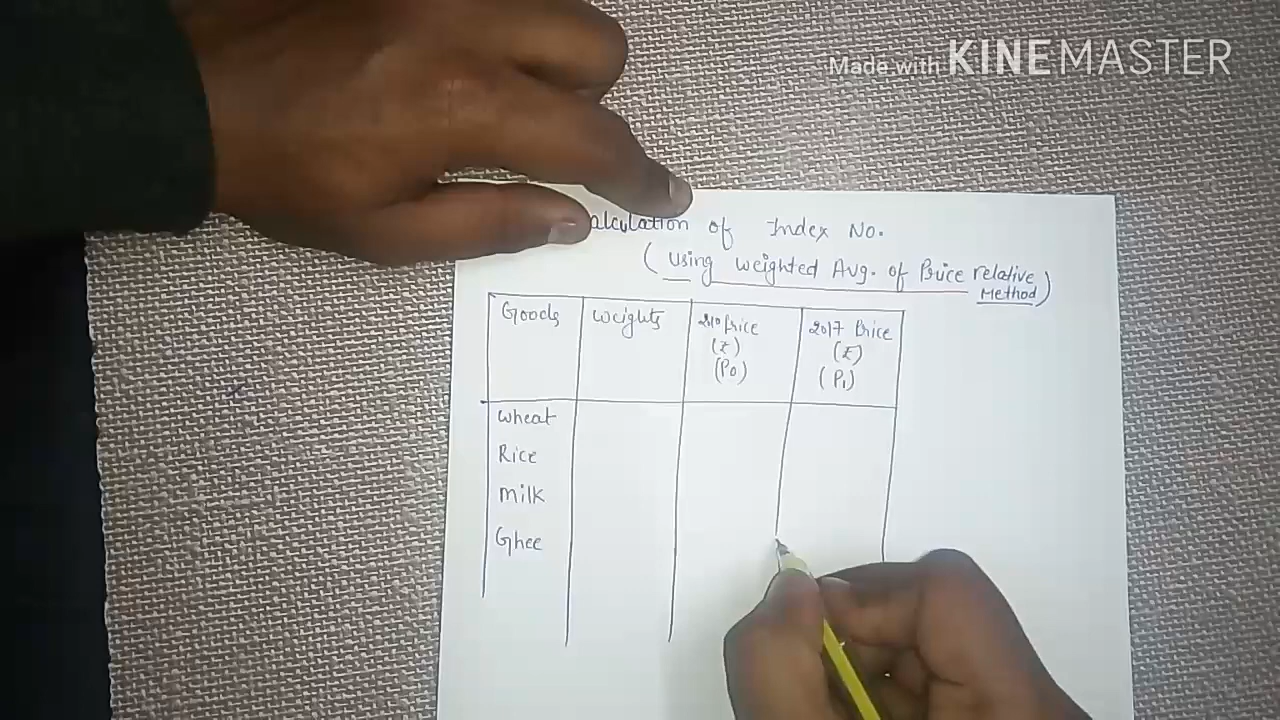 Made with KINEMASTER
alculation of Index No.
(Using weighted Avg. of Price relative
Method)
Goods weights 2010 Price 2017 Price
(₹) (₹)
(P0) (P1)
wheat
Rice
Milk
Ghee